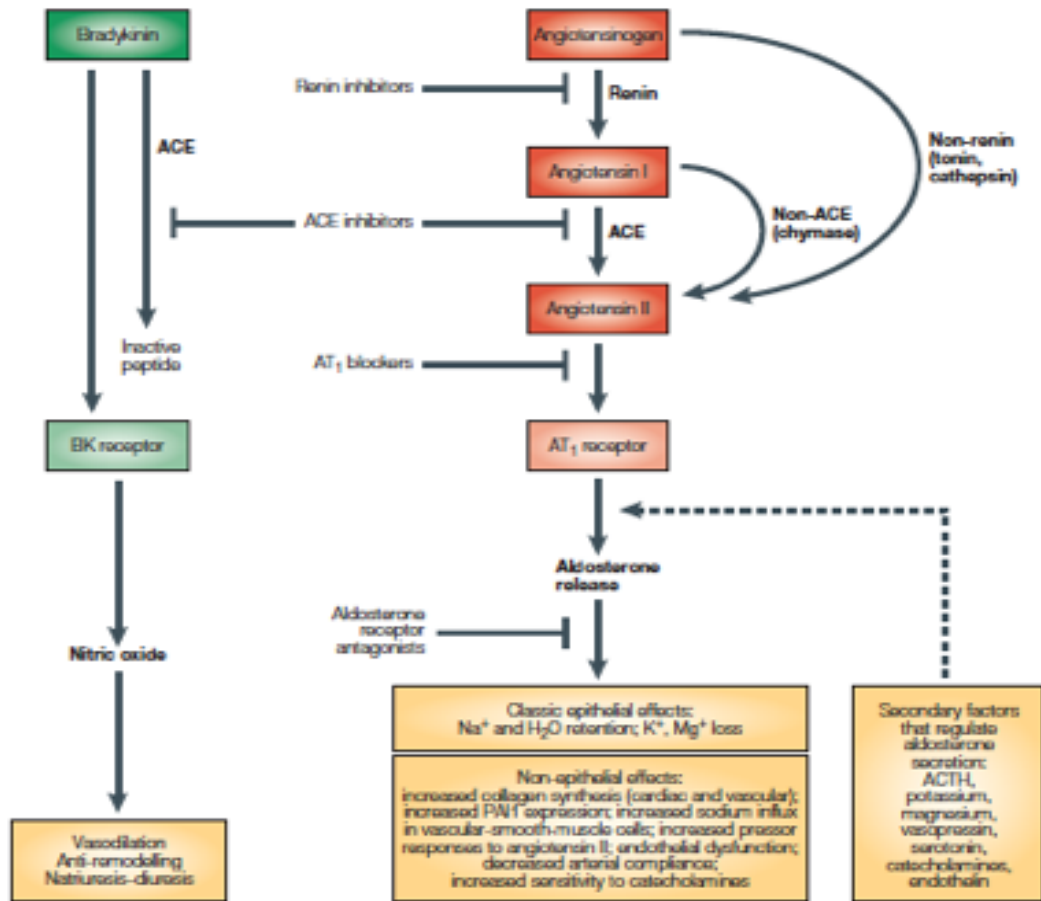 Bradykinin
Angiotensinogen
Renin inhibitors
Renin
ACE
Non-renin
(tonin,
cathepsin)
Angiotensin I
ACE inhibitors
ACE
Non-ACE
(chymase)
Angiotensin II
Inactive
peptide
AT₁ blockers
BK receptor
AT₁ receptor
Aldosterone
release
Aldosterone
receptor
antagonists
Nitric oxide
Classic epithelial effects:
Na⁺ and H₂O retention; K⁺, Mg⁺ loss
Non-epithelial effects:
increased collagen synthesis (cardiac and vascular);
increased PAI1 expression; increased sodium influx
in vascular-smooth-muscle cells; increased pressor
responses to angiotensin II; endothelial dysfunction;
decreased arterial compliance;
increased sensitivity to catecholamines
Secondary factors
that regulate
aldosterone
secretion:
ACTH,
potassium,
magnesium,
vasopressin,
serotonin,
catecholamines,
endothelin
Vasodilation
Anti-remodelling
Natriuresis–diuresis